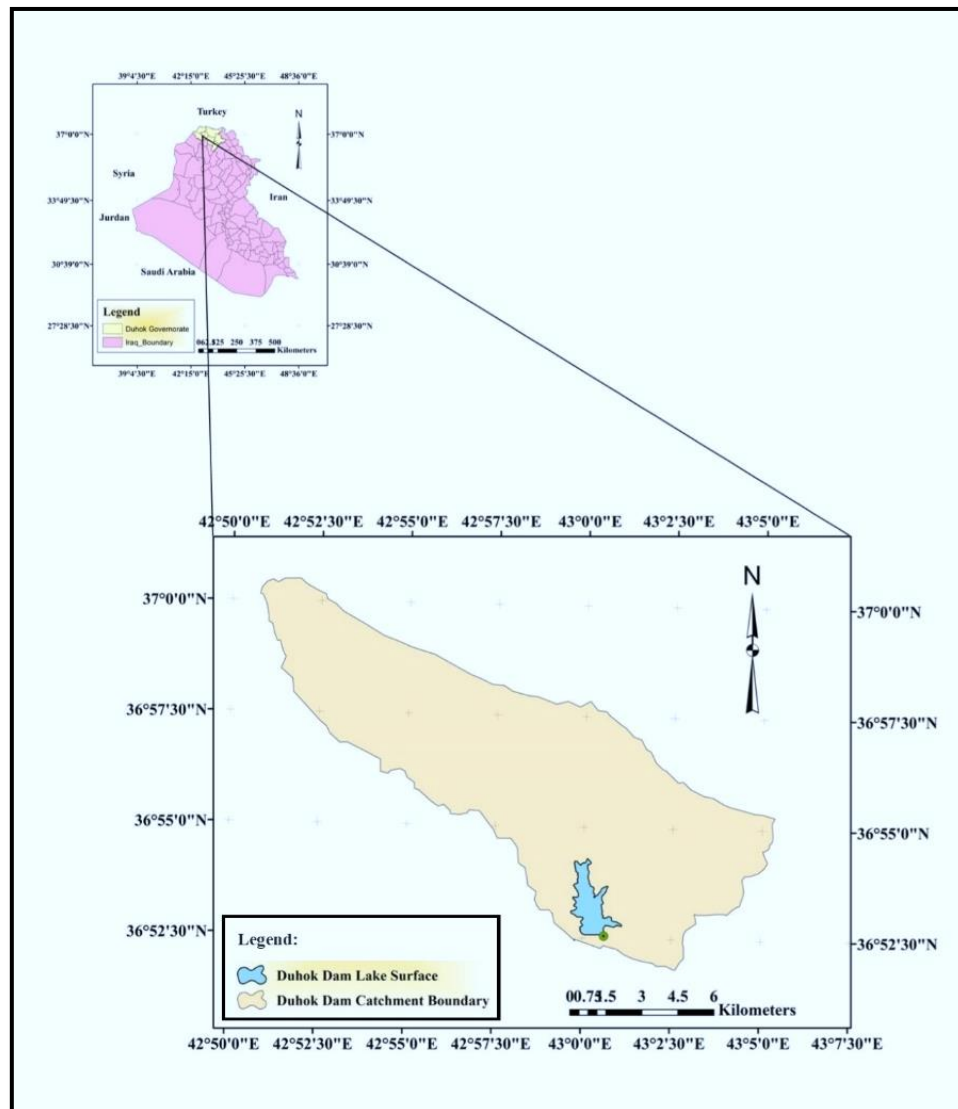 39°4'30"E 42°15'0"E 45°25'30"E 48°36'0"E
Turkey
N
37°0'0"N 37°0'0"N
Syria
Iran
33°49'30"N 33°49'30"N
Jurdan
30°39'0"N 30°39'0"N
Saudi Arabia
Legend
Duhok Governorate
Iraq_Boundary
27°28'30"N 27°28'30"N
250 375 500
Kilometers
39°4'30"E 42°15'0"E 45°25'30"E 48°36'0"E
42°50'0"E 42°52'30"E 42°55'0"E 42°57'30"E 43°0'0"E 43°2'30"E 43°5'0"E
N
37°0'0"N 37°0'0"N
36°57'30"N 36°57'30"N
36°55'0"N 36°55'0"N
36°52'30"N 36°52'30"N
Legend:
Duhok Dam Lake Surface
Duhok Dam Catchment Boundary
0 0.75 1.5 3 4.5 6
Kilometers
42°50'0"E 42°52'30"E 42°55'0"E 42°57'30"E 43°0'0"E 43°2'30"E 43°5'0"E 43°7'30"E